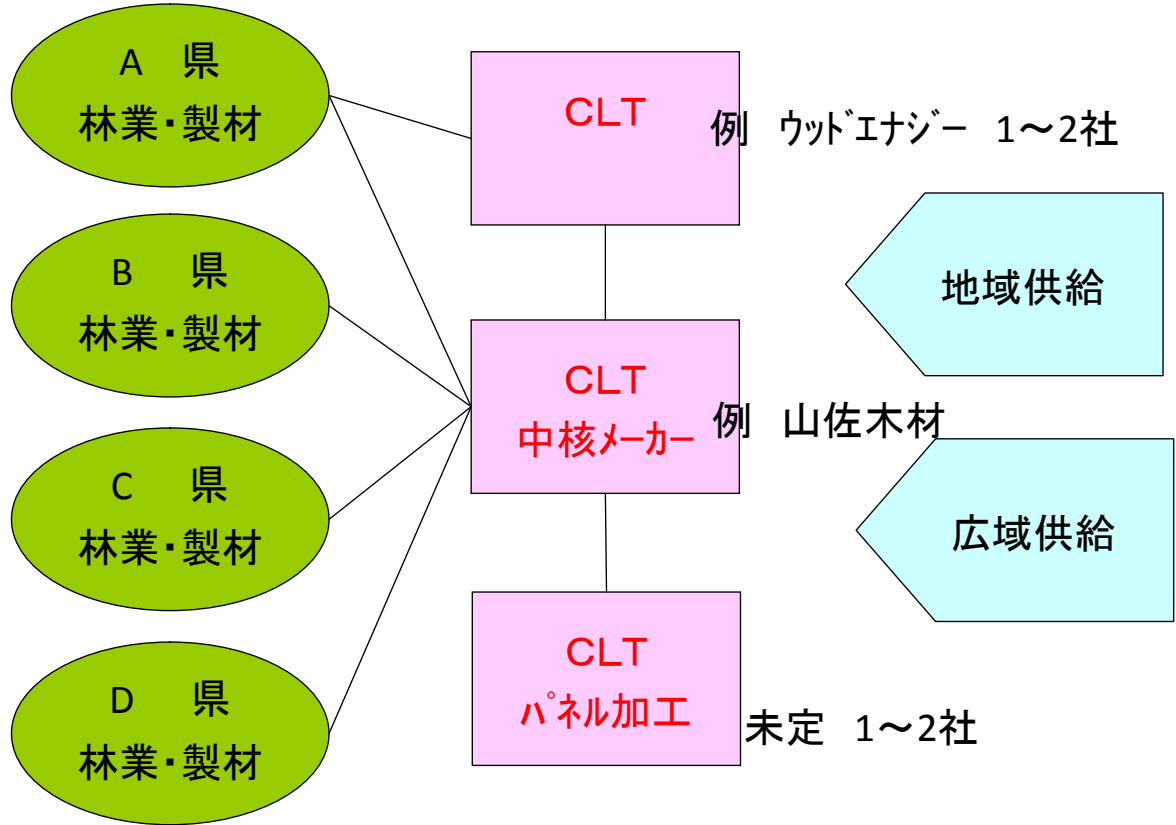 A 県
林業・製材
B 県
林業・製材
C 県
林業・製材
D 県
林業・製材
CLT
例 ウッドエナジー 1~2社
CLT
中核メーカー
例 山佐木材
CLT
パネル加工
未定 1~2社
地域供給
広域供給